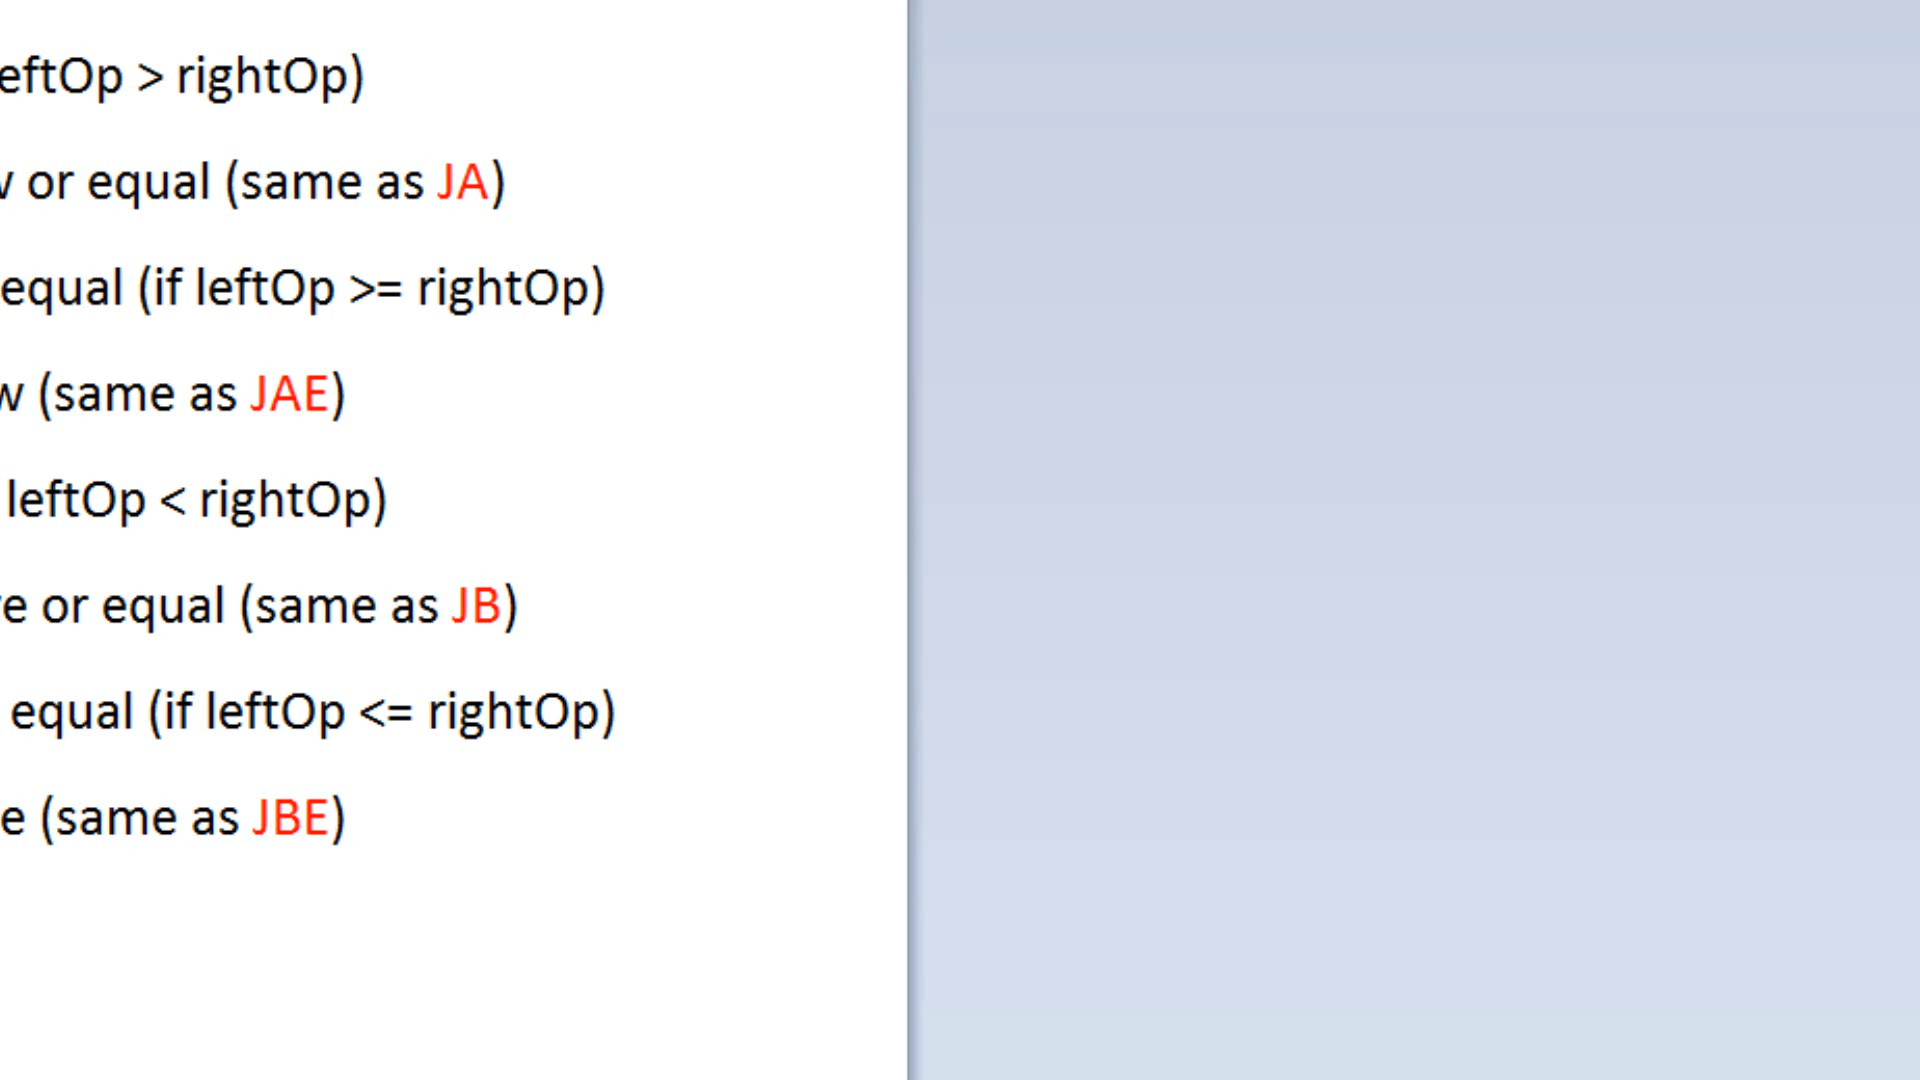 eftOp > rightOp)
or equal (same as JA)
equal (if leftOp >= rightOp)
w (same as JAE)
leftOp < rightOp)
e or equal (same as JB)
equal (if leftOp <= rightOp)
e (same as JBE)